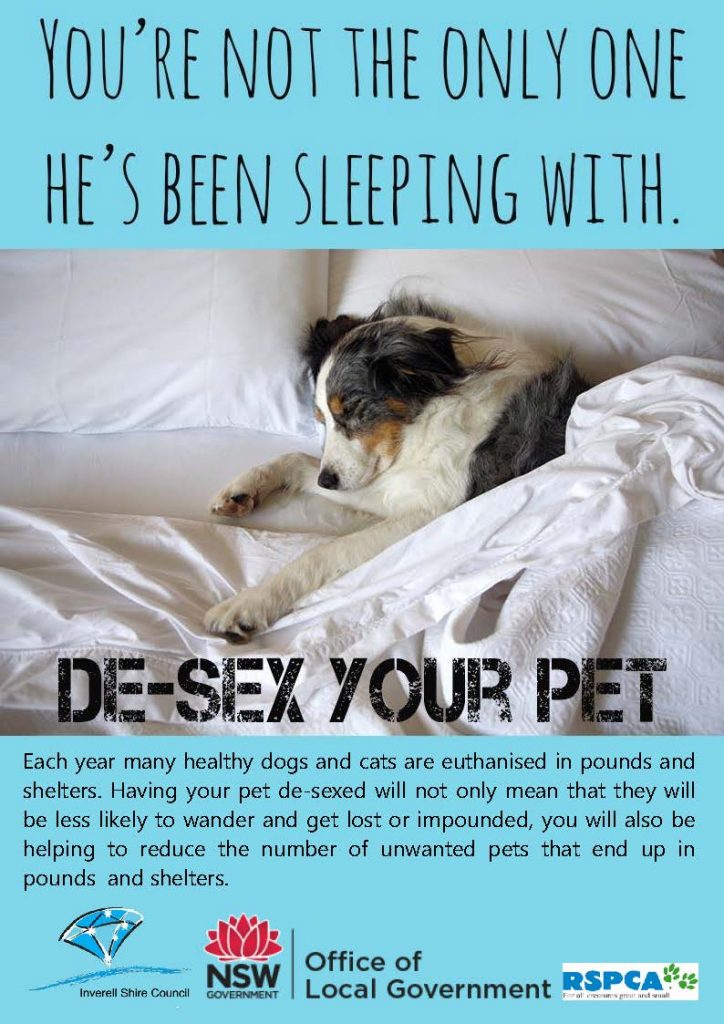 YOU'RE NOT THE ONLY ONE
HE'S BEEN SLEEPING WITH.
DE-SEX YOUR PET
Each year many healthy dogs and cats are euthanised in pounds and
shelters. Having your pet de-sexed will not only mean that they will
be less likely to wander and get lost or impounded, you will also be
helping to reduce the number of unwanted pets that end up in
pounds and shelters.
Inverell Shire Council
NSW
GOVERNMENT
Office of
Local Government
RSPCA
For all creatures great and small